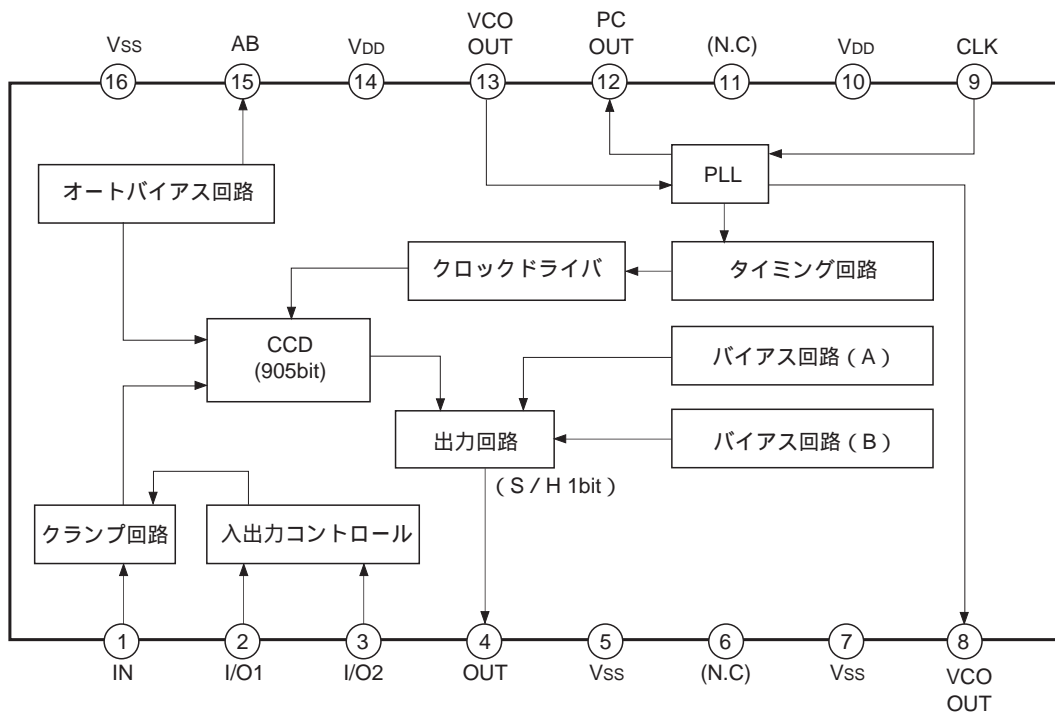 VSS
AB
VDD
VCO
OUT
PC
OUT
(N.C)
VDD
CLK
16
15
14
13
12
11
10
9
オートバイアス回路
PLL
クロックドライバ
タイミング回路
CCD
(905bit)
バイアス回路(A)
出力回路
バイアス回路(B)
(S/H 1bit)
クランプ回路
入出力コントロール
1
2
3
4
5
6
7
8
IN
I/O1
I/O2
OUT
VSS
(N.C)
VSS
VCO
OUT